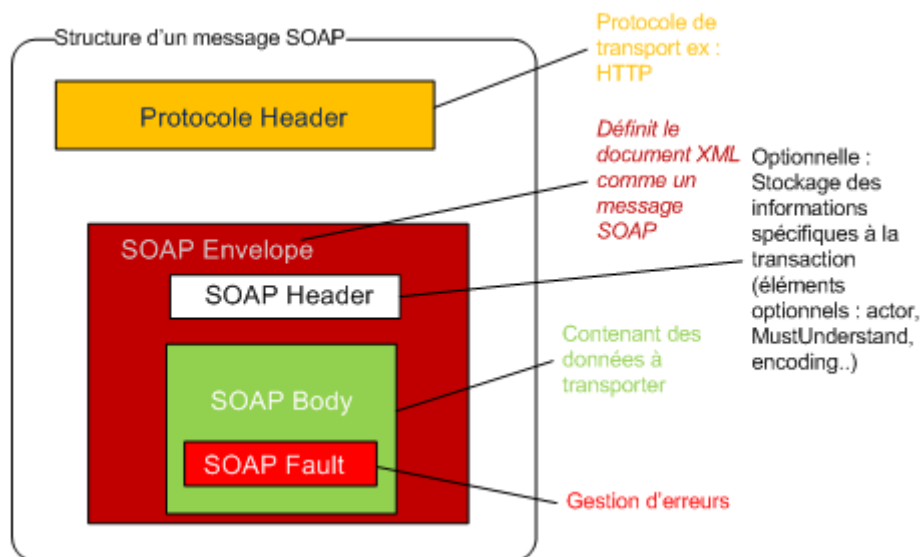 Structure d'un message SOAP
Protocole Header
Protocole de
transport ex :
HTTP
SOAP Envelope
Définit le
document XML
comme un
message
SOAP
SOAP Header
Optionnelle :
Stockage des
informations
spécifiques à la
transaction
(éléments
optionnels : actor,
MustUnderstand,
encoding..)
SOAP Body
Contenant des
données à
transporter
SOAP Fault
Gestion d'erreurs